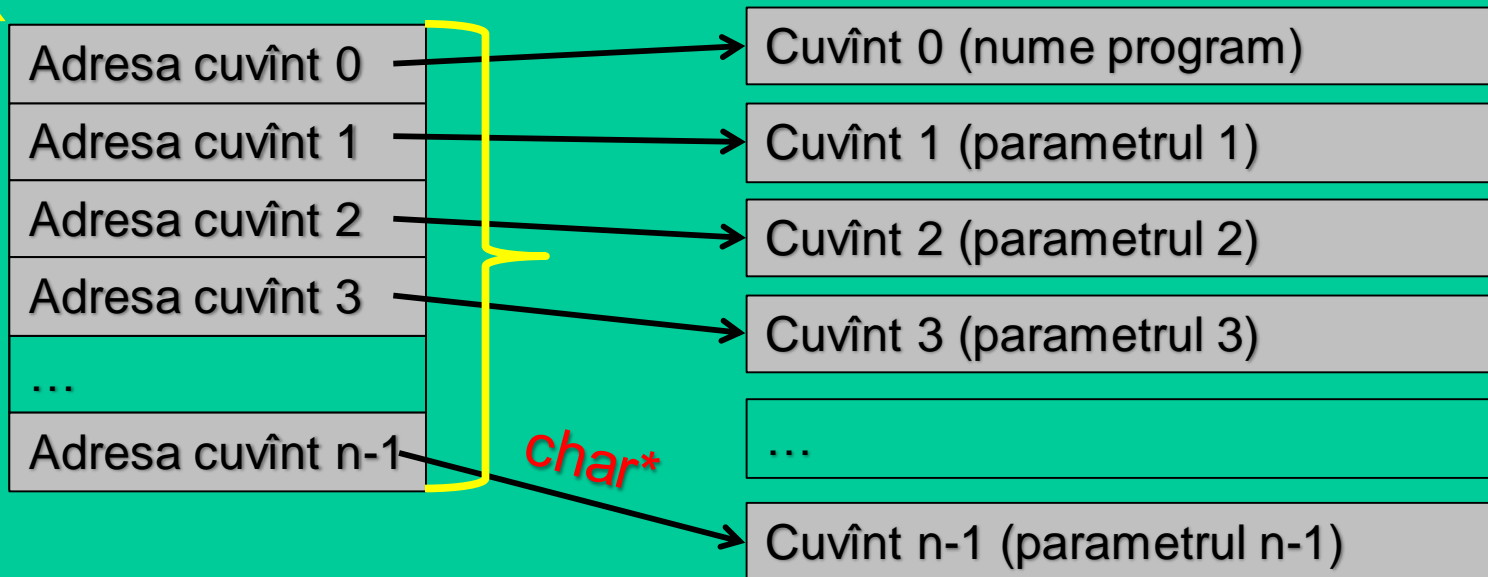 Adresa cuvînt 0
Adresa cuvînt 1
Adresa cuvînt 2
Adresa cuvînt 3
…
Adresa cuvînt n-1
char*
Cuvînt 0 (nume program)
Cuvînt 1 (parametrul 1)
Cuvînt 2 (parametrul 2)
Cuvînt 3 (parametrul 3)
…
Cuvînt n-1 (parametrul n-1)